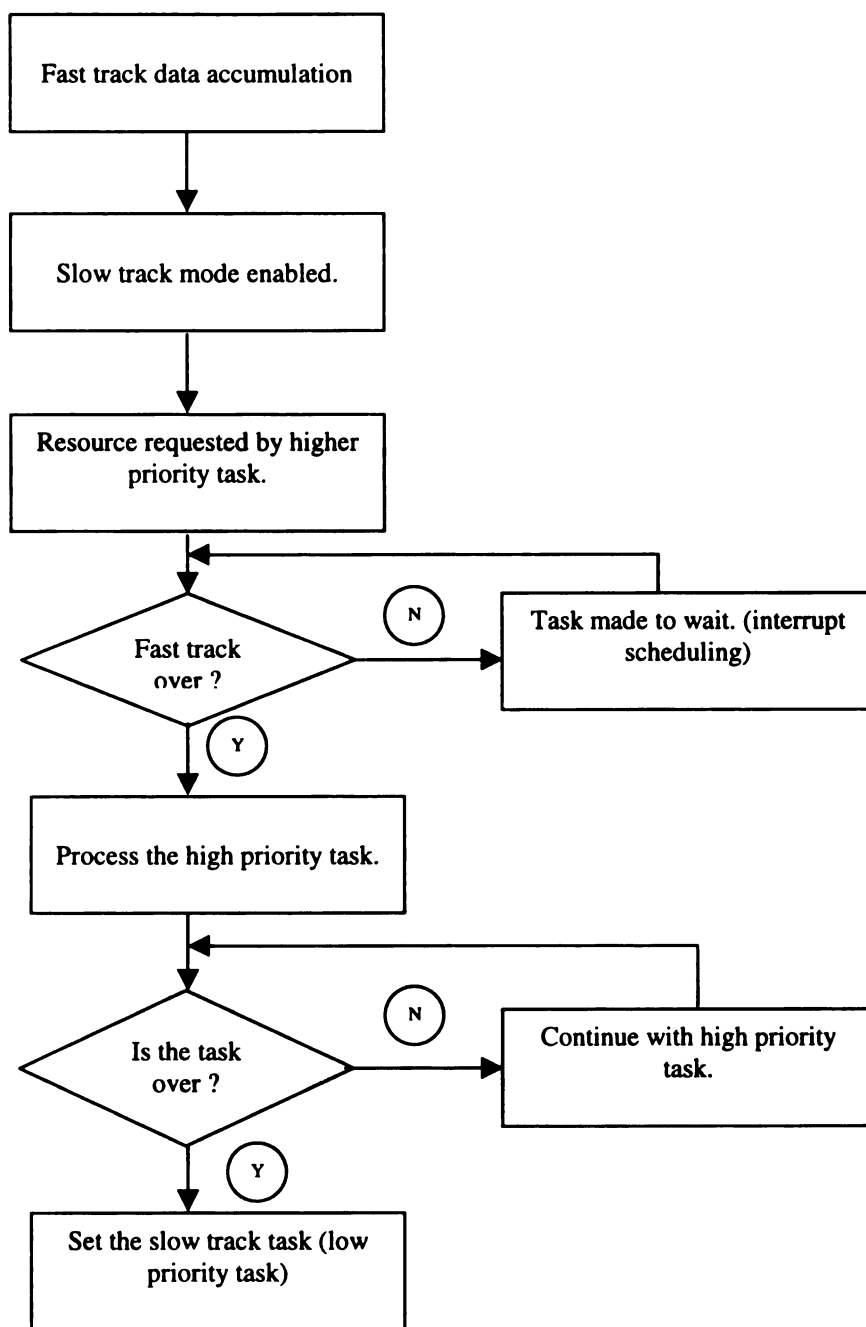 Fast track data accumulation
Slow track mode enabled.
Resource requested by higher
priority task.
Fast track
over ?
N
Task made to wait. (interrupt
scheduling)
Y
Process the high priority task.
Is the task
over ?
N
Continue with high priority
task.
Y
Set the slow track task (low
priority task)